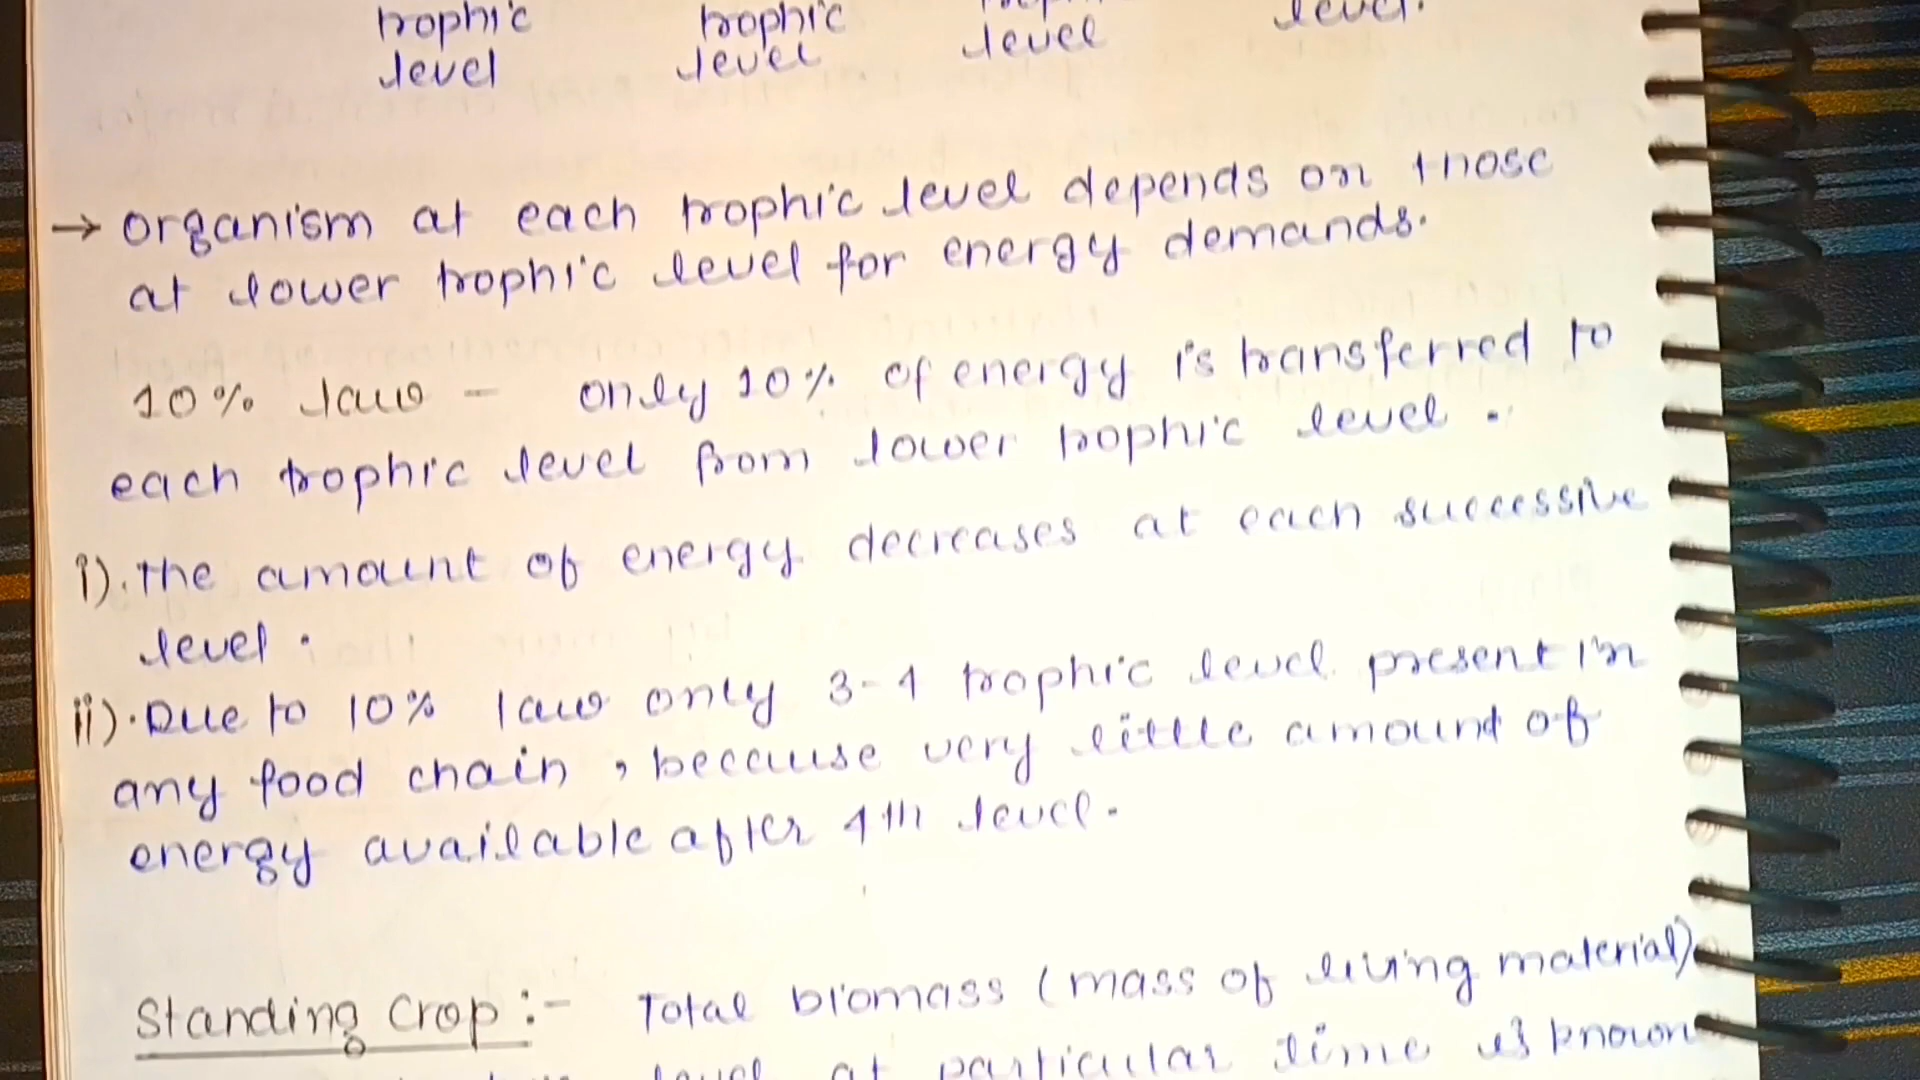 trophic trophic
level level level level.
→ organism at each trophic level depends on those
at lower trophic level for energy demands.
10% law - only 10% of energy is transferred to
each trophic level from lower trophic level.
i). The amount of energy decreases at each successive
level.
ii). Due to 10% law only 3-4 trophic level present in
any food chain, because very little amount of
energy available after 4th level.
Standing crop :- Total biomass (mass of living material)
level at particular time is known